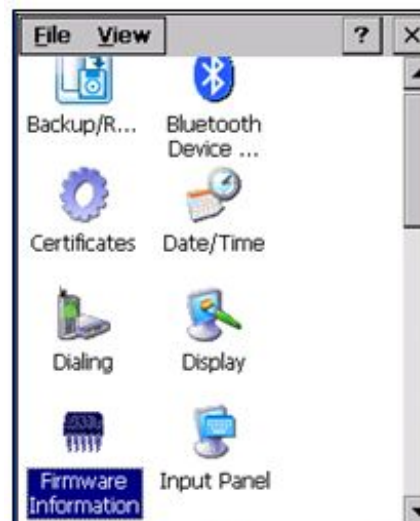 File View ? ×
Backup/R... Bluetooth
Device ...
Certificates Date/Time
Dialing Display
Firmware Input Panel
Information